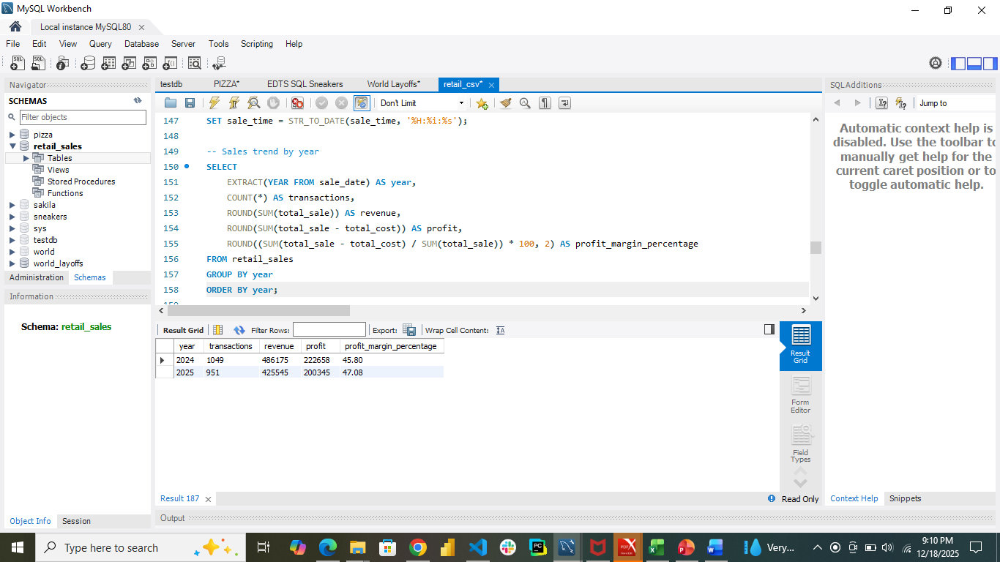 MySQL Workbench
Local instance MySQL80
File Edit View Query Database Server Tools Scripting Help
Navigator
SCHEMAS
Filter objects
pizza
retail_sales
Tables
Views
Stored Procedures
Functions
sakila
sneakers
sys
testdb
world
world_layoffs
Administration Schemas
Information
Schema: retail_sales
Object Info Session
testdb PIZZA* EDTS SQL Sneakers World Layoffs* retail_csv*
Don't Limit
147 SET sale_time = STR_TO_DATE(sale_time, '%H:%i:%s');
148
149 -- Sales trend by year
150 SELECT
151 EXTRACT(YEAR FROM sale_date) AS year,
152 COUNT(*) AS transactions,
153 ROUND(SUM(total_sale)) AS revenue,
154 ROUND(SUM(total_sale - total_cost)) AS profit,
155 ROUND((SUM(total_sale - total_cost) / SUM(total_sale)) * 100, 2) AS profit_margin_percentage
156 FROM retail_sales
157 GROUP BY year
158 ORDER BY year;
Result Grid Filter Rows: Export: Wrap Cell Content:
year transactions revenue profit profit_margin_percentage
2024 1049 486175 222658 45.80
2025 951 425545 200345 47.08
Result Grid
Form Editor
Field Types
Result 187
Read Only
Output
SQLAdditions
Jump to
Automatic context help is
disabled. Use the toolbar to
manually get help for the
current caret position or to
toggle automatic help.
Context Help Snippets
Type here to search
Very...
9:10 PM
12/18/2025